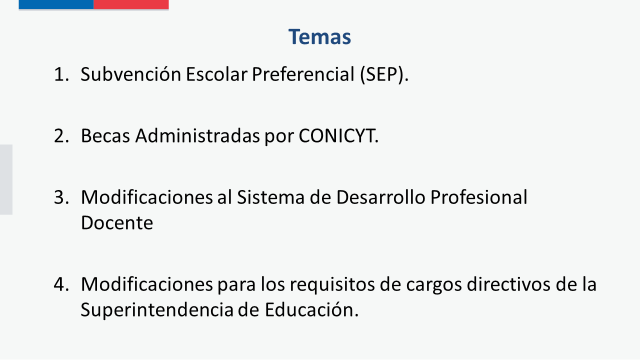 Temas
1. Subvención Escolar Preferencial (SEP).
2. Becas Administradas por CONICYT.
3. Modificaciones al Sistema de Desarrollo Profesional
Docente
4. Modificaciones para los requisitos de cargos directivos de la
Superintendencia de Educación.